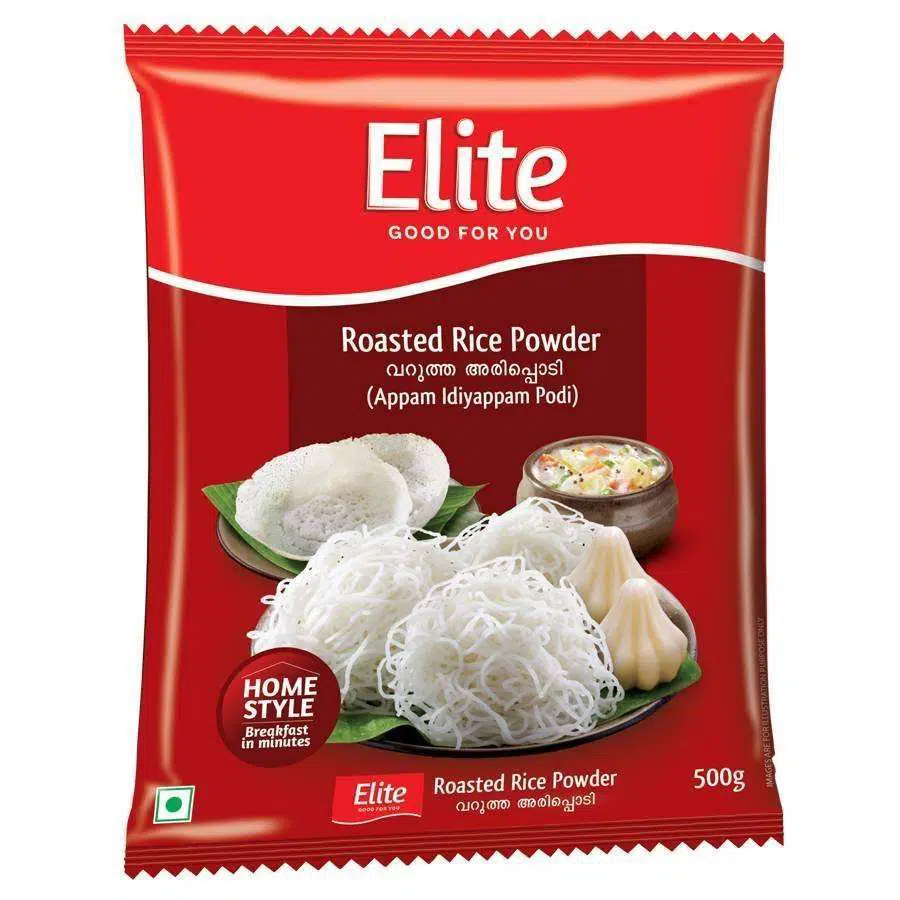 Elite
GOOD FOR YOU
Roasted Rice Powder
വറുത്ത അരിപ്പൊടി
(Appam Idiyappam Podi)
HOME
STYLE
Breakfast
in minutes
Elite
GOOD FOR YOU
Roasted Rice Powder
വറുത്ത അരിപ്പൊടി
500g
IMAGES ARE FOR ILLUSTRATION PURPOSE ONLY